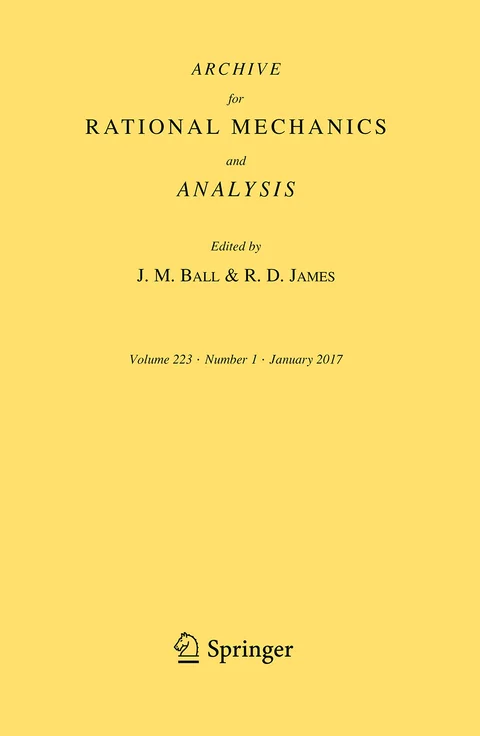 ARCHIVE
for
RATIONAL MECHANICS
and
ANALYSIS
Edited by
J. M. BALL & R. D. JAMES
Volume 223 · Number 1 · January 2017
Springer